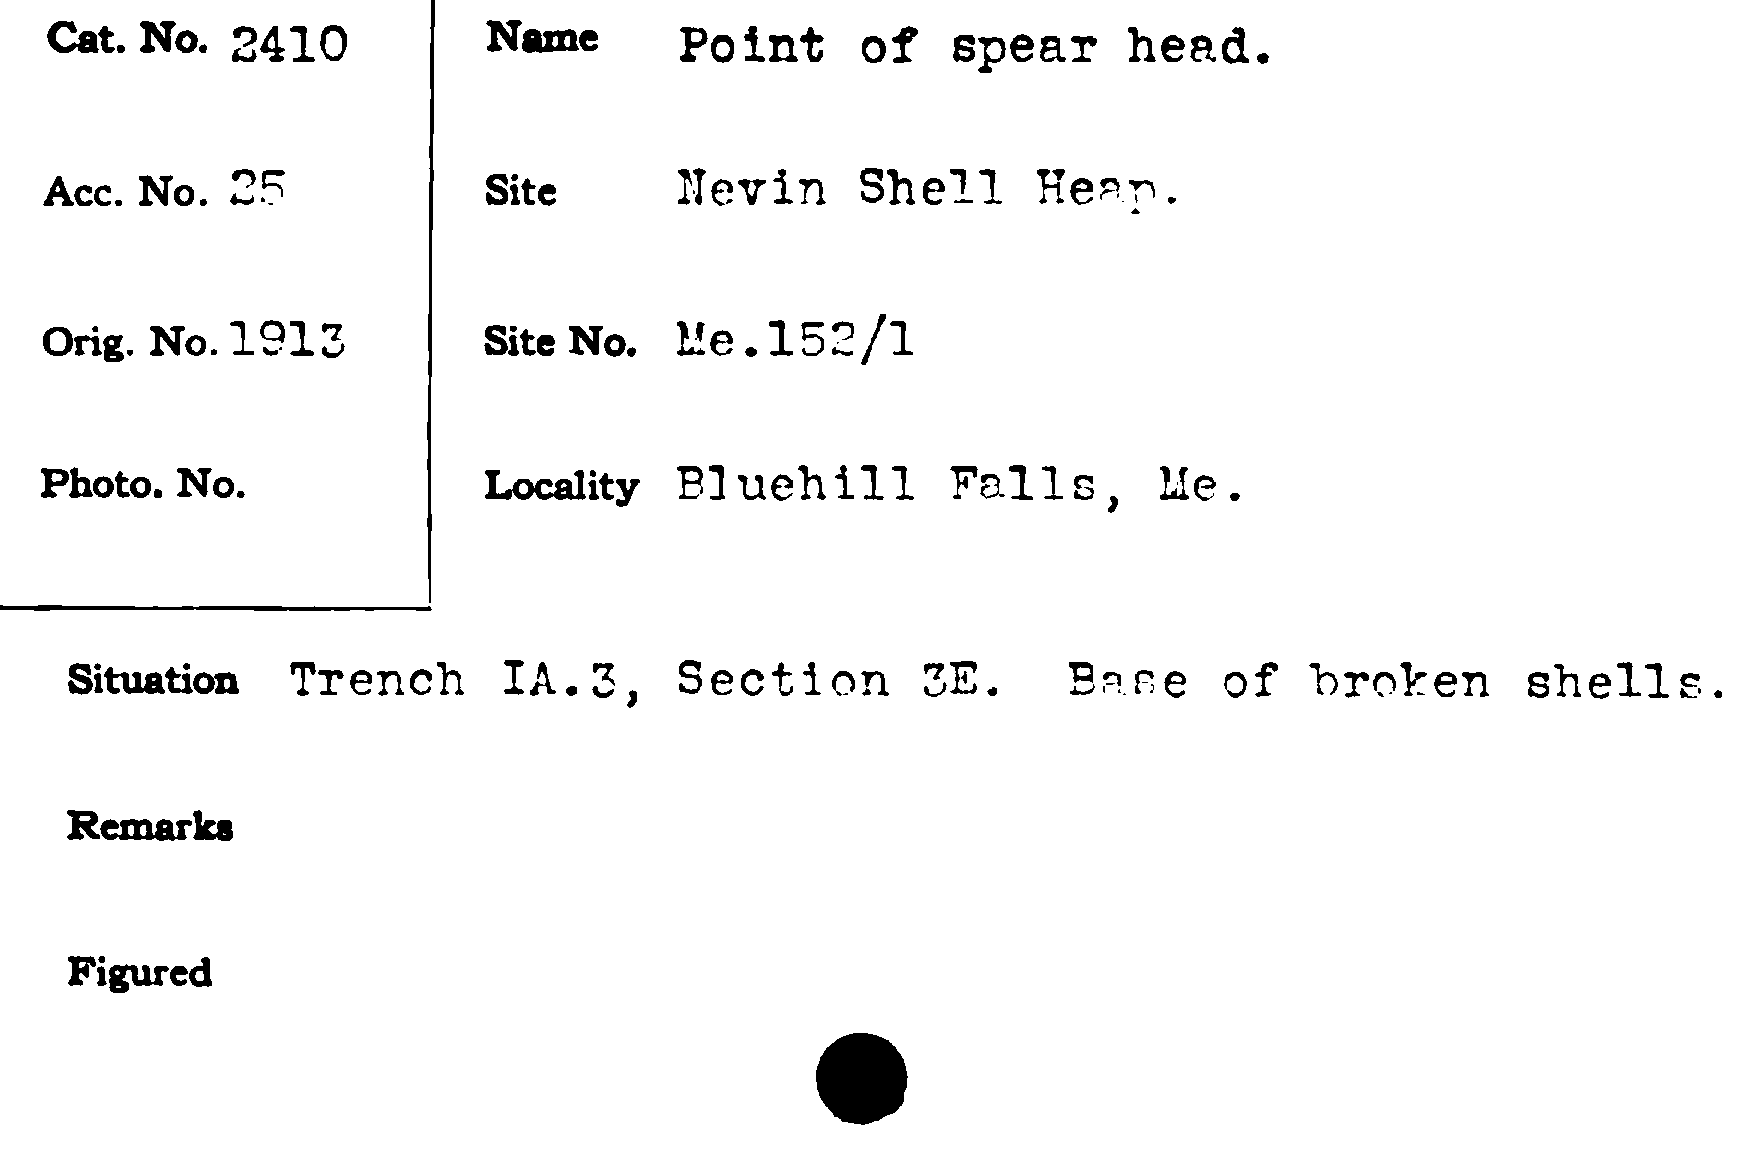 Cat. No. 2410
Name Point of spear head.
Acc. No. 25
Site Nevin Shell Heap.
Orig. No. 1913
Site No. Me.152/1
Photo. No.
Locality Bluehill Falls, Me.
Situation Trench IA.3, Section 3E. Base of broken shells.
Remarks
Figured